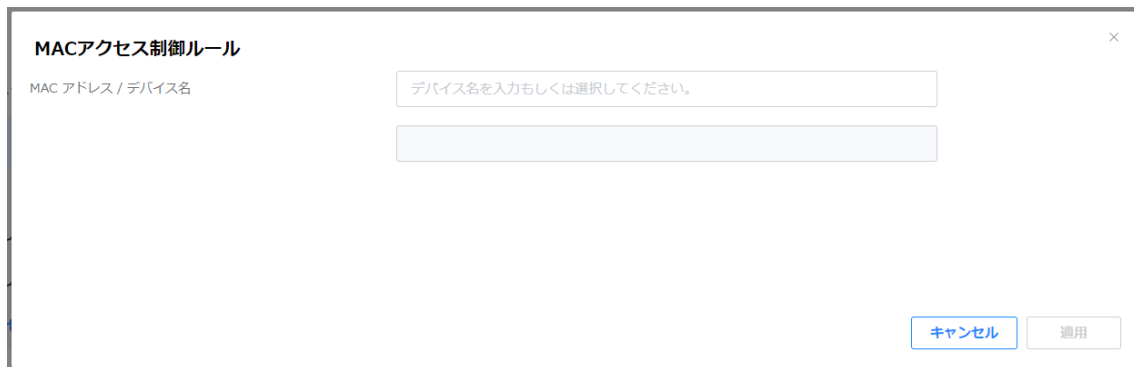 MACアクセス制御ルール
MAC アドレス / デバイス名
デバイス名を入力もしくは選択してください。
キャンセル
適用